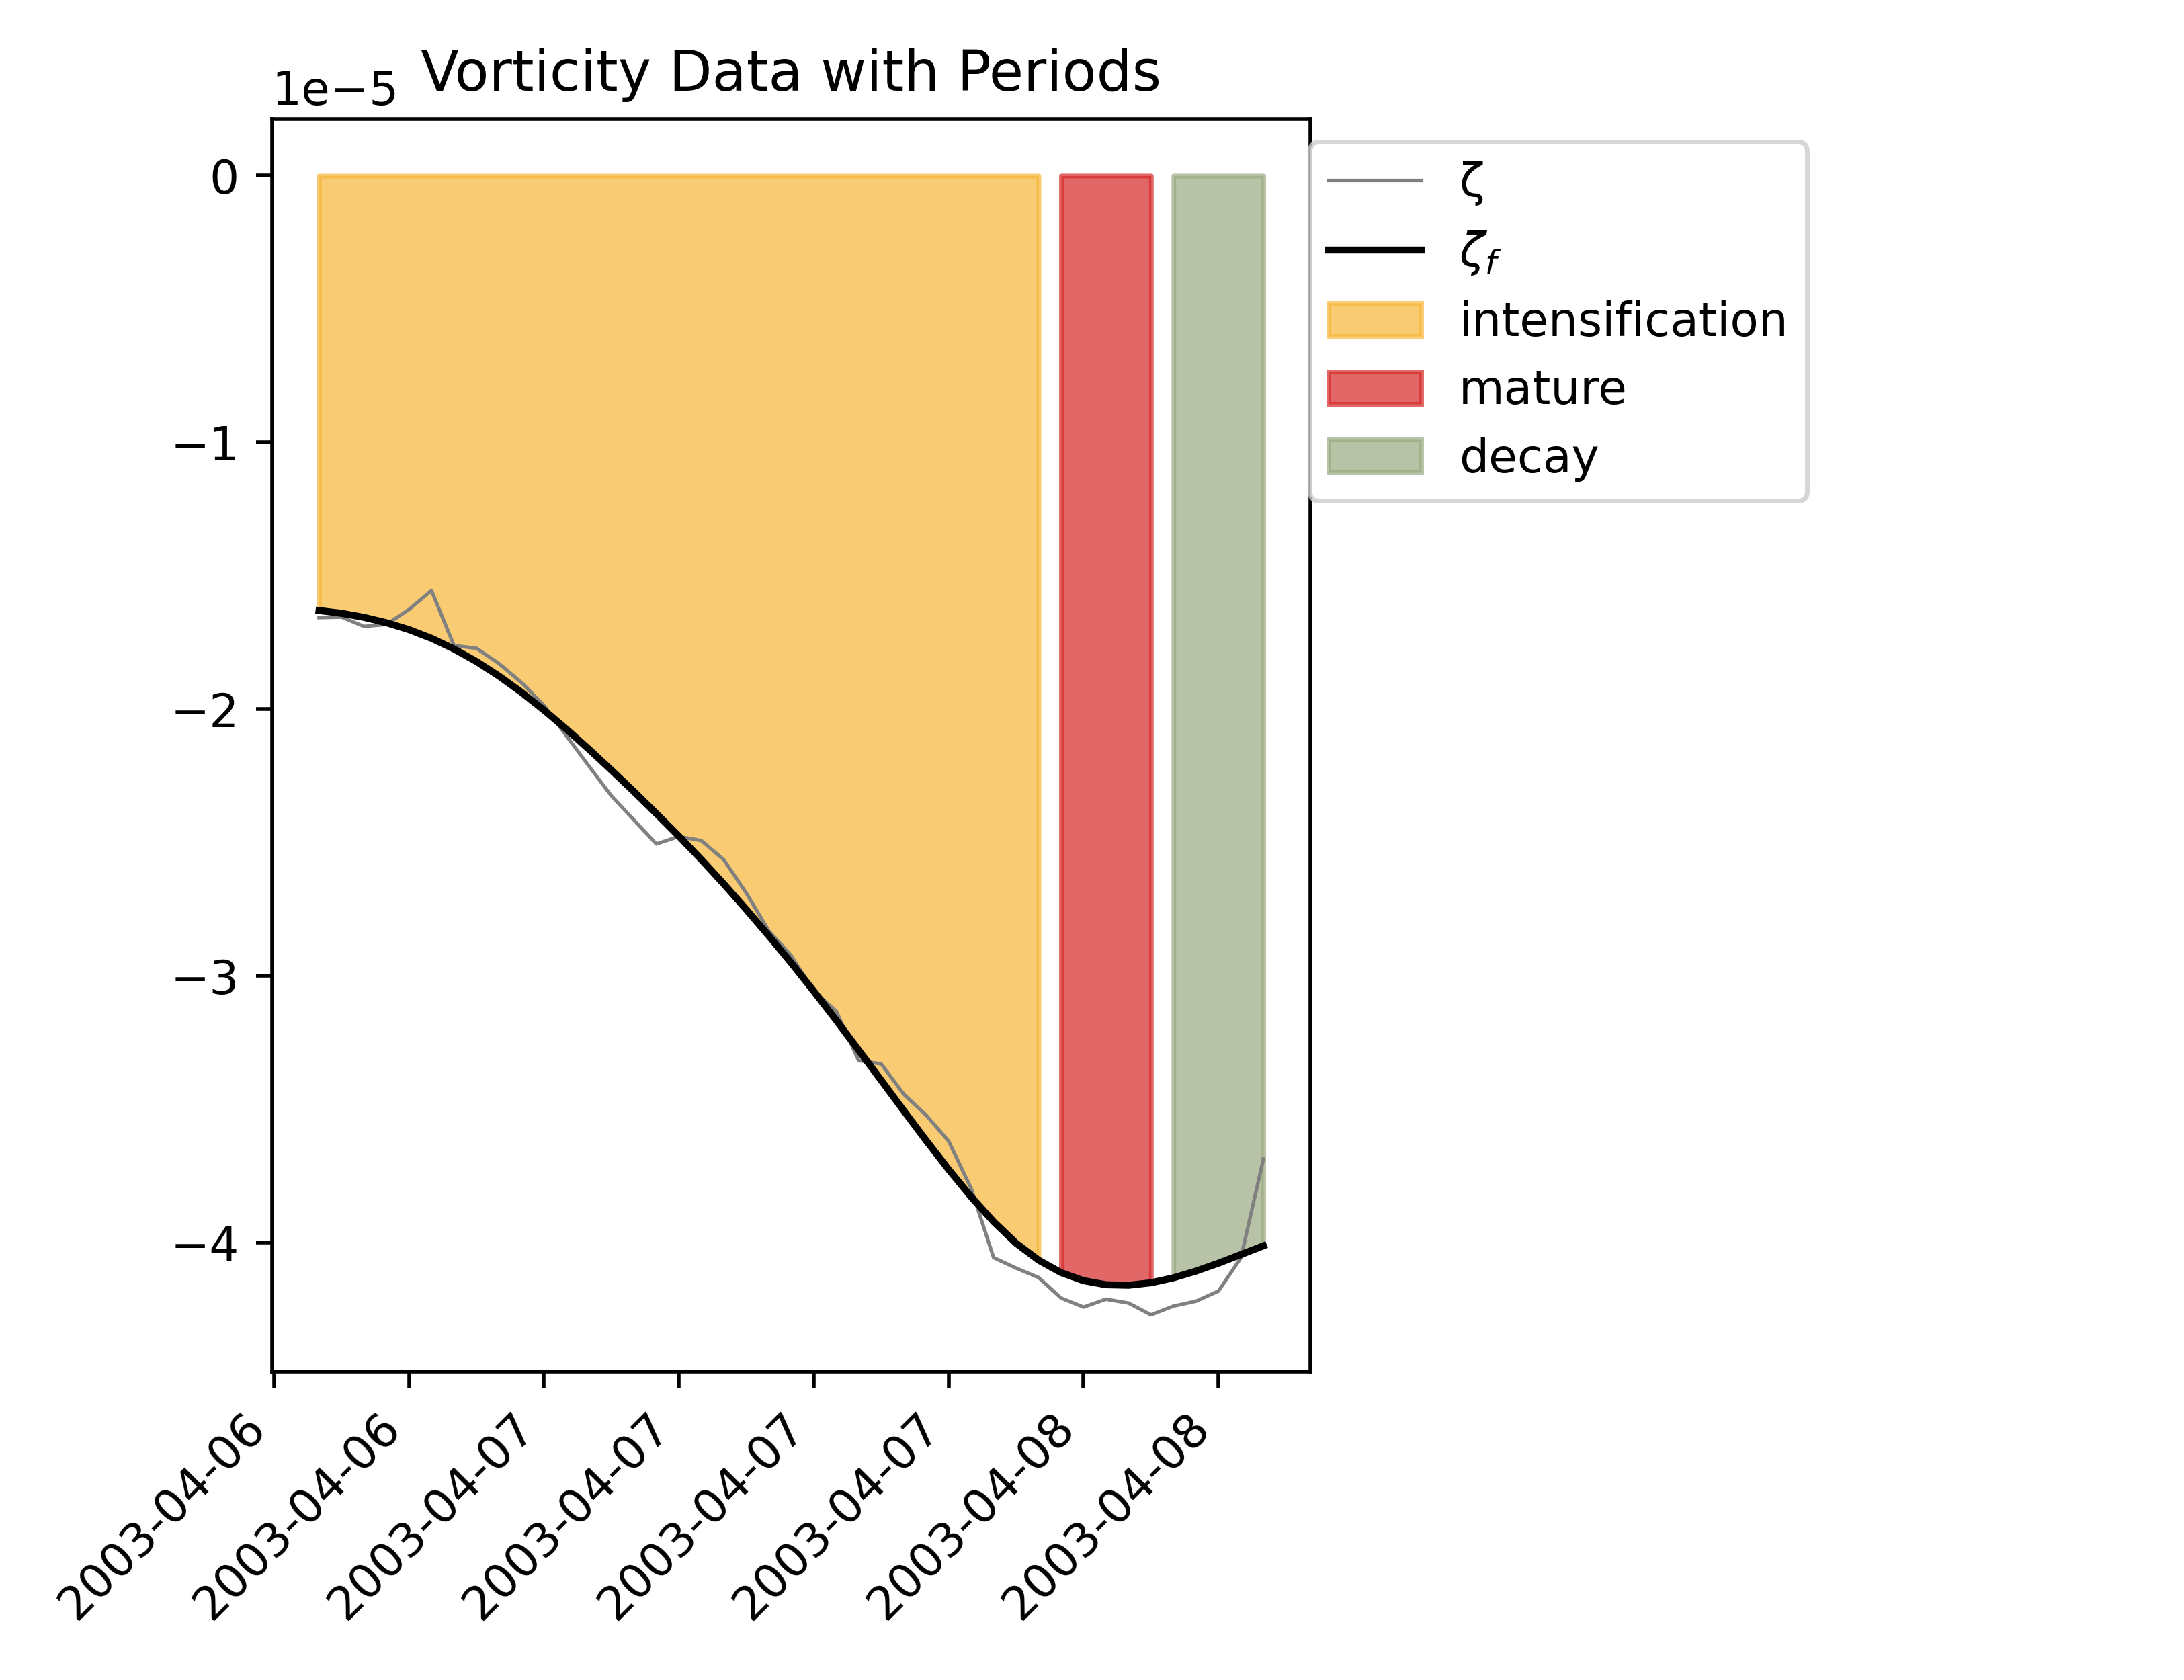 Vorticity Data with Periods
1e−5
0
−1
−2
−3
−4
ζ
ζf
intensification
mature
decay
2003-04-06
2003-04-06
2003-04-07
2003-04-07
2003-04-07
2003-04-07
2003-04-08
2003-04-08